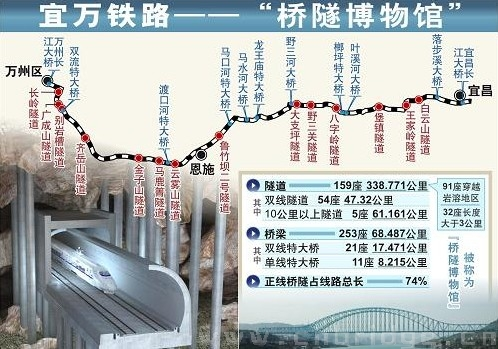 宜万铁路——“桥隧博物馆”
万州区
万州长江大桥
双流特大桥
渡口河特大桥
马口河特大桥
马水河大桥
龙王庙特大桥
野三河大桥
榔坪特大桥
叶溪河大桥
落步溪大桥
宜昌长江大桥
宜昌
恩施
长岭隧道
广成山隧道
别岩槽隧道
齐岳山隧道
金子山隧道
马鹿箐隧道
云雾山隧道
鲁竹坝二号隧道
大支坪隧道
野三关隧道
八字岭隧道
堡镇隧道
王家岭隧道
白云山隧道
隧道 159座 338.771公里
其中
双线隧道 54座 47.32公里
10公里以上隧道 5座 61.161公里
桥梁 253座 68.487公里
其中
双线特大桥 21座 17.471公里
单线特大桥 11座 8.215公里
正线桥隧占线路总长 74%
91座穿越岩溶地区
32座长度大于3公里
被称为“桥隧博物馆”